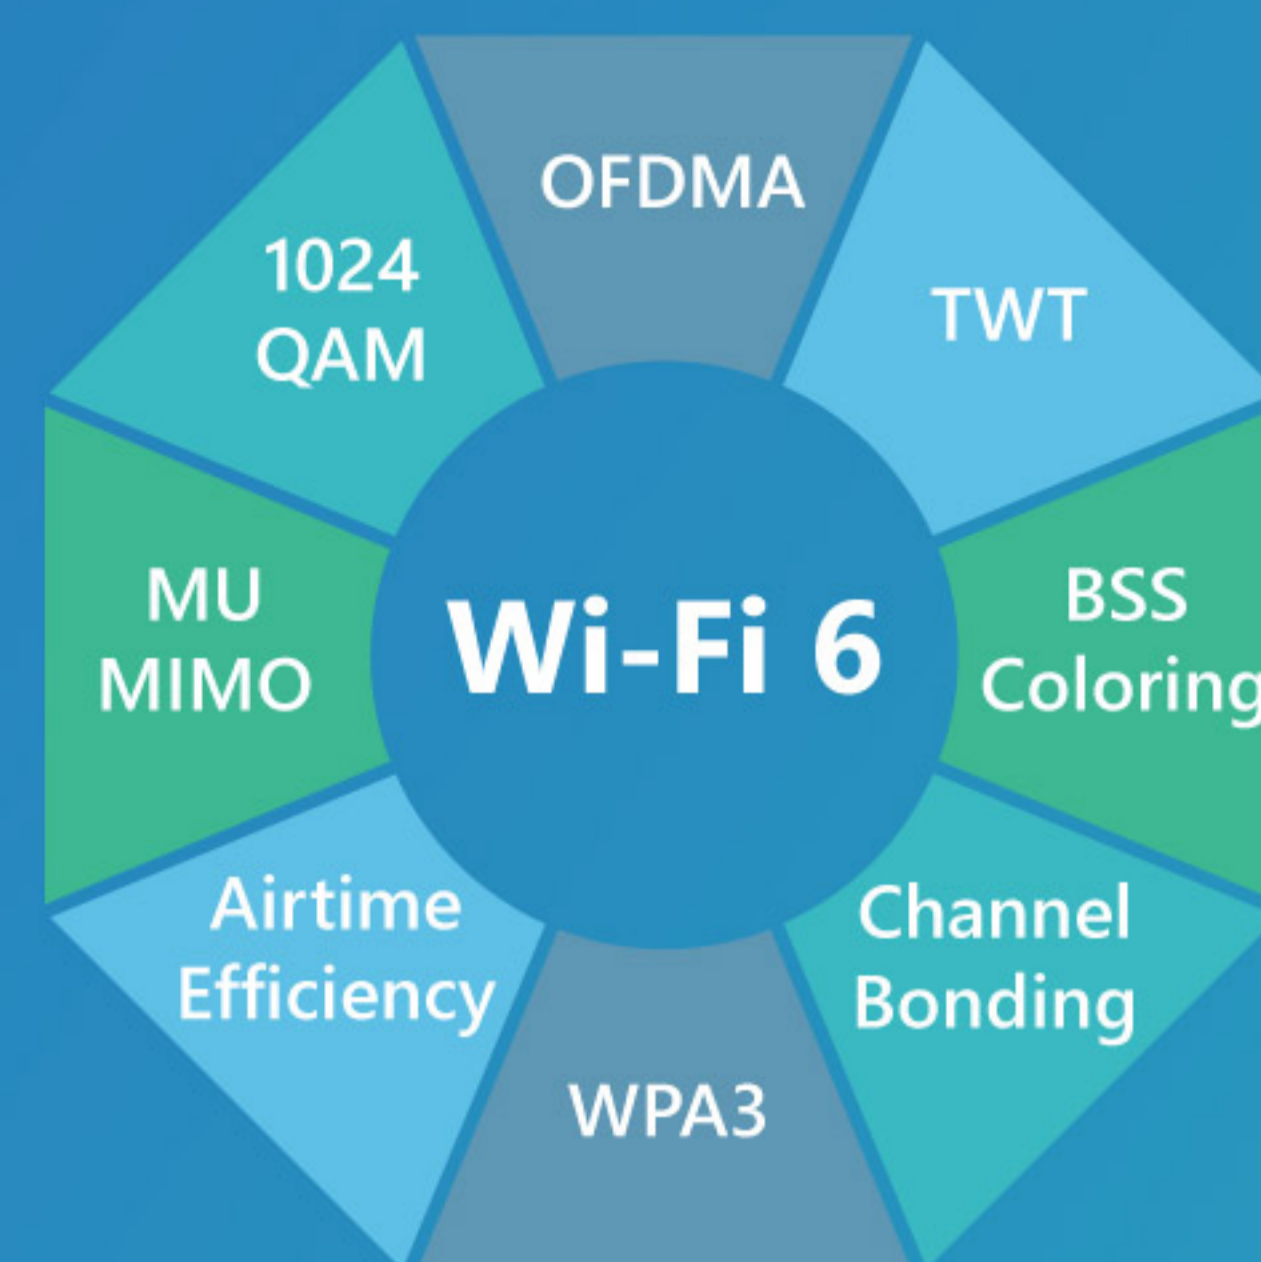 OFDMA
TWT
BSS
Coloring
Channel
Bonding
WPA3
Airtime
Efficiency
MU
MIMO
1024
QAM
Wi-Fi 6